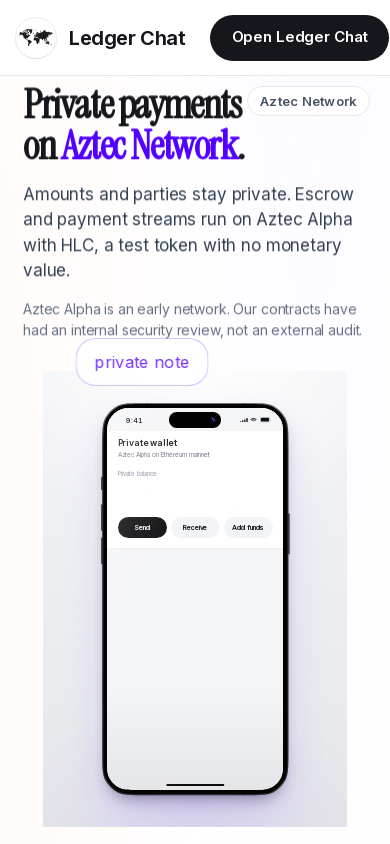 Ledger Chat
Open Ledger Chat
Private payments
Aztec Network
on Aztec Network.
Amounts and parties stay private. Escrow
and payment streams run on Aztec Alpha
with HLC, a test token with no monetary
value.
Aztec Alpha is an early network. Our contracts have
had an internal security review, not an external audit.
private note
9:41
Private wallet
Aztec Alpha on Ethereum mainnet
Private balance
Send
Receive
Add funds